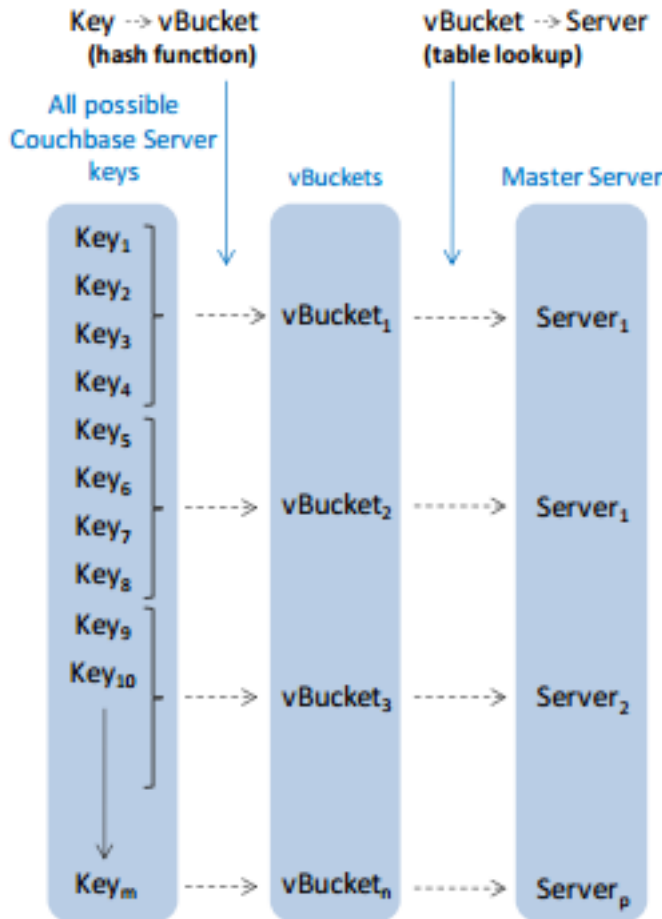 Key --> vBucket
(hash function)
vBucket --> Server
(table lookup)
All possible
Couchbase Server
keys
vBuckets
Master Server
Key₁
Key₂
Key₃
Key₄
vBucket₁
Server₁
Key₅
Key₆
Key₇
Key₈
vBucket₂
Server₁
Key₉
Key₁₀
vBucket₃
Server₂
Keyₘ
vBucketₙ
Serverₚ